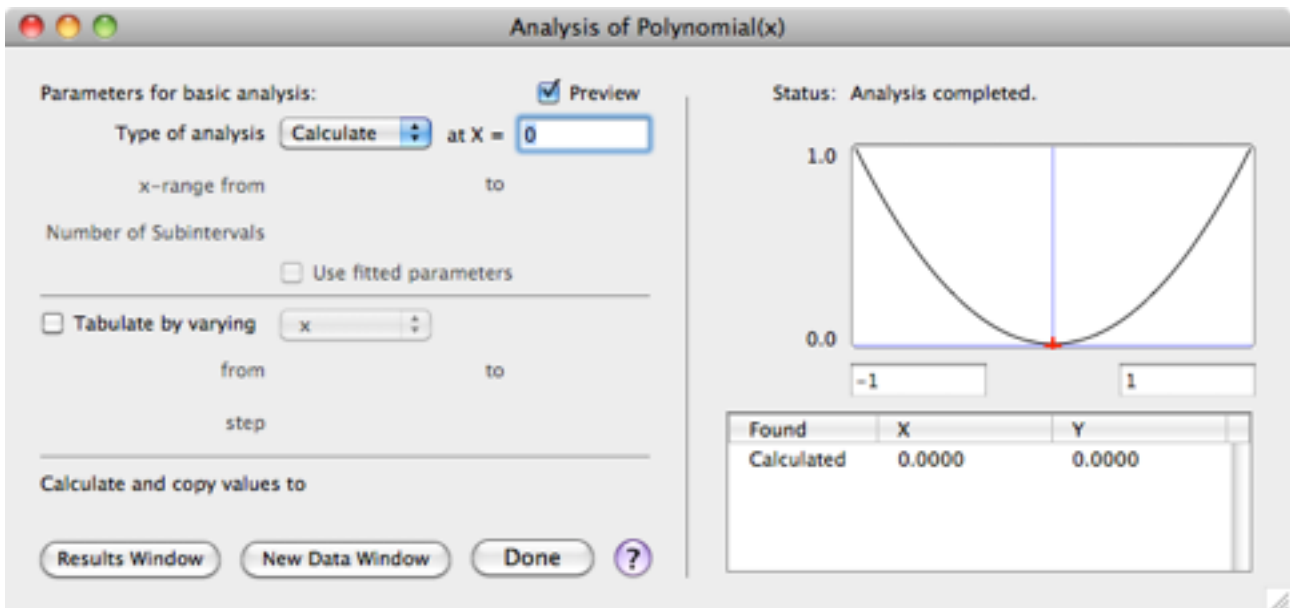 Analysis of Polynomial(x)
Parameters for basic analysis:
Preview
Type of analysis Calculate at X = 0
x-range from to
Number of Subintervals
Use fitted parameters
Tabulate by varying x
from to
step
Calculate and copy values to
Results Window New Data Window Done ?
Status: Analysis completed.
1.0
0.0
-1 1
Found X Y
Calculated 0.0000 0.0000